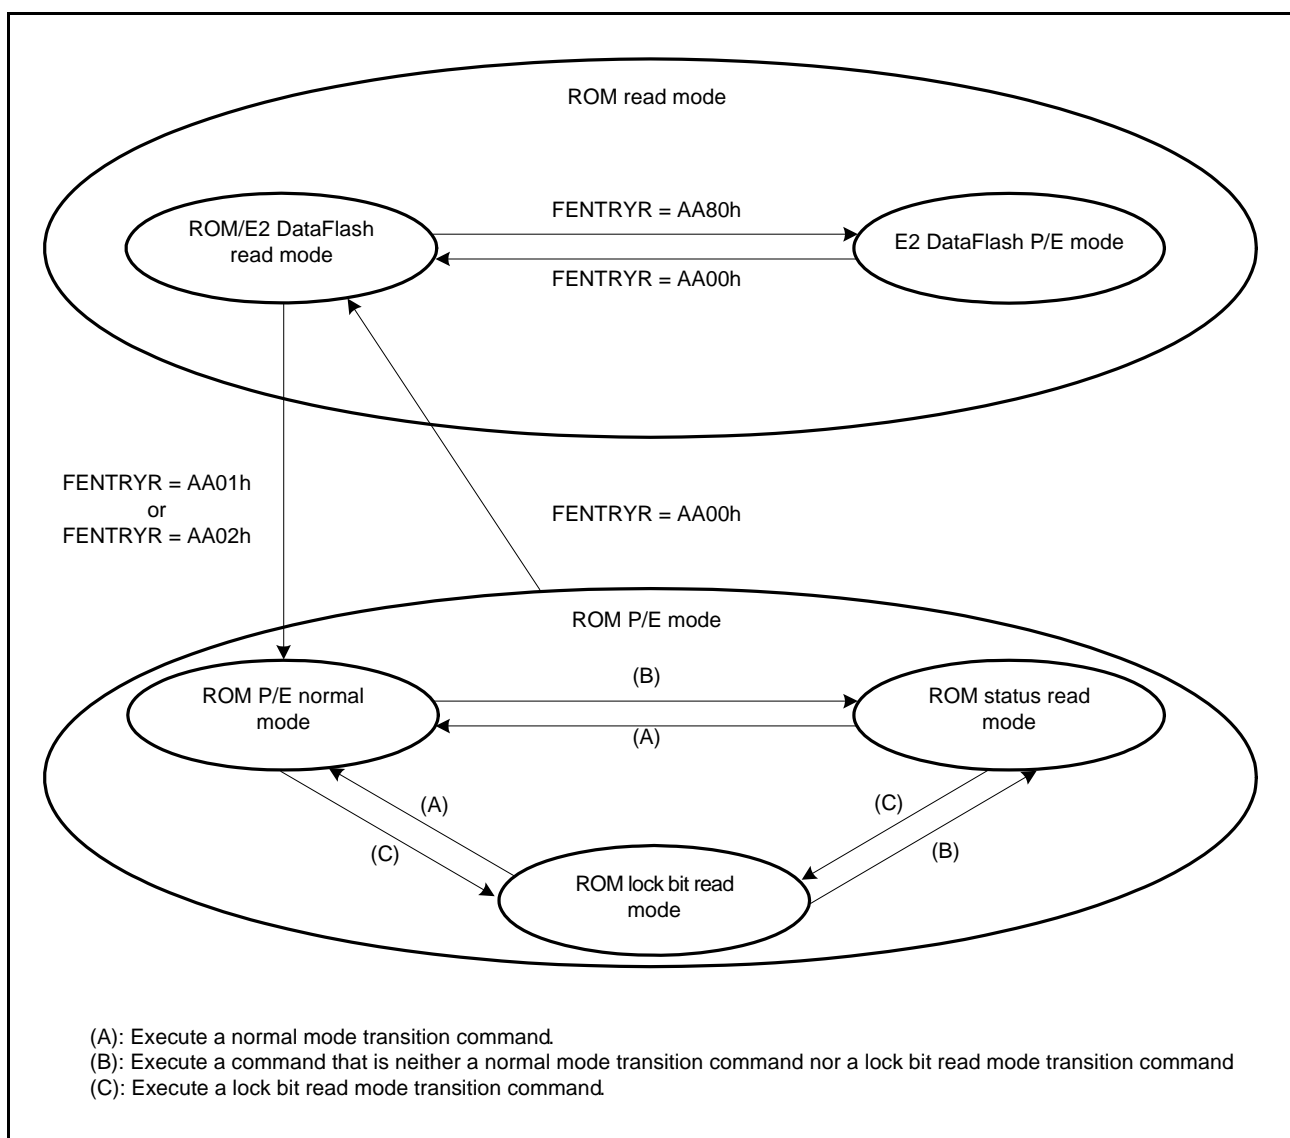 ROM read mode
ROM/E2 DataFlash
read mode
FENTRYR = AA80h
E2 DataFlash P/E mode
FENTRYR = AA00h
FENTRYR = AA01h
or
FENTRYR = AA02h
FENTRYR = AA00h
ROM P/E mode
ROM P/E normal
mode
(B)
ROM status read
mode
(A)
(A)
(C)
(C)
(B)
ROM lock bit read
mode
(A): Execute a normal mode transition command.
(B): Execute a command that is neither a normal mode transition command nor a lock bit read mode transition command
(C): Execute a lock bit read mode transition command.